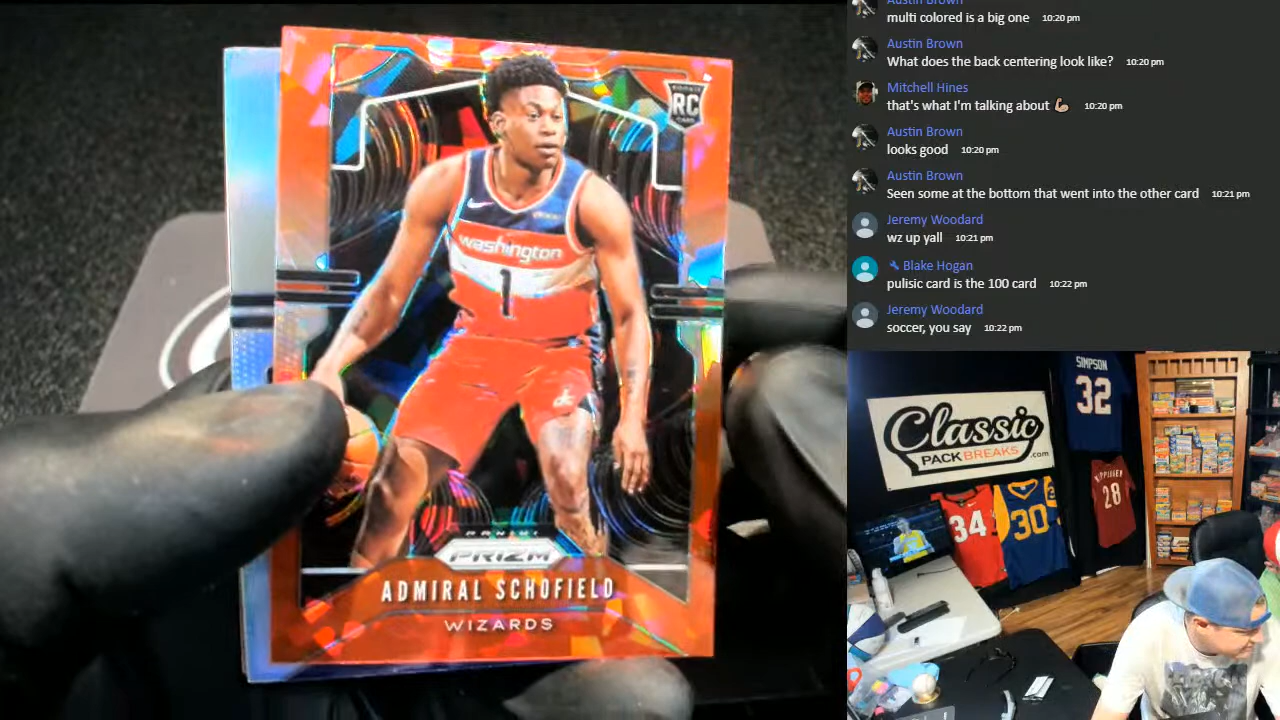 RC
washington
1
PANINI
PRIZM
ADMIRAL SCHOFIELD
WIZARDS
multi colored is a big one 10:20 pm
Austin Brown
What does the back centering look like? 10:20 pm
Mitchell Hines
that's what I'm talking about 💪🏼 10:20 pm
Austin Brown
looks good 10:20 pm
Austin Brown
Seen some at the bottom that went into the other card 10:21 pm
Jeremy Woodard
wz up yall 10:21 pm
Blake Hogan
pulisic card is the 100 card 10:22 pm
Jeremy Woodard
soccer, you say 10:22 pm
SIMPSON
32
Classic
PACK BREAKS.com
34
30
28